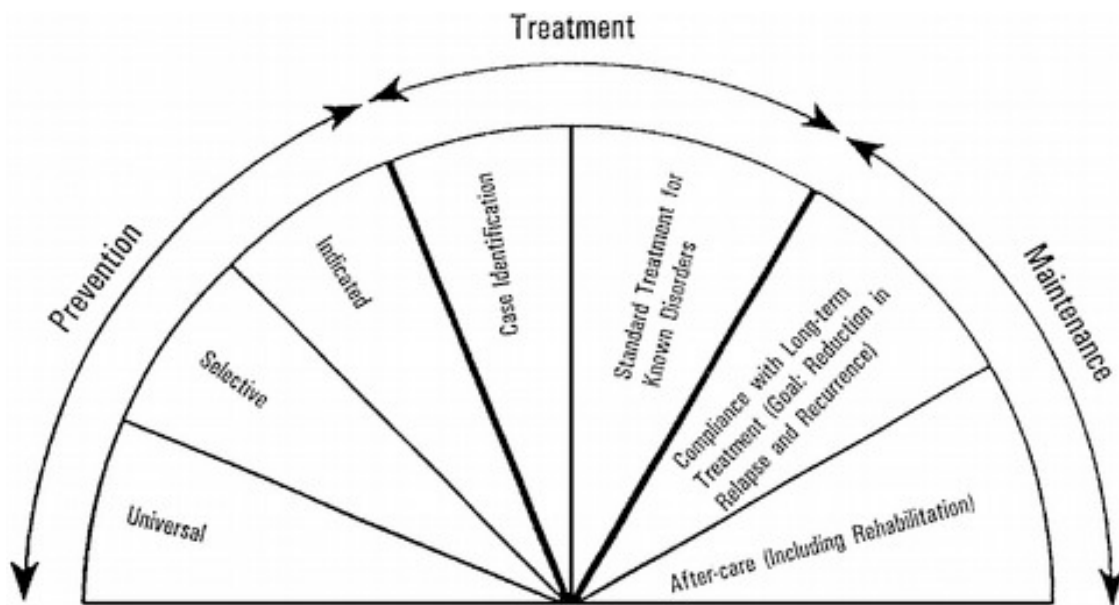 Treatment
Prevention
Maintenance
Universal
Selective
Indicated
Case Identification
Standard Treatment for
Known Disorders
Compliance with Long-term
Treatment (Goal: Reduction in
Relapse and Recurrence)
After-care (Including Rehabilitation)